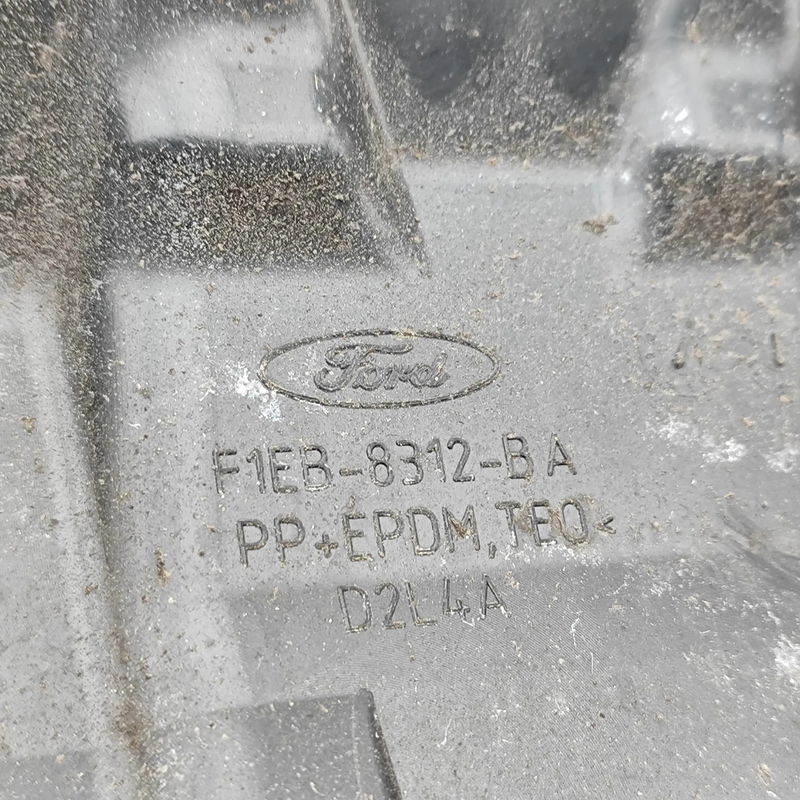 Ford
F1EB-8312-BA
PP+EPDM,TEO<
D2L4A